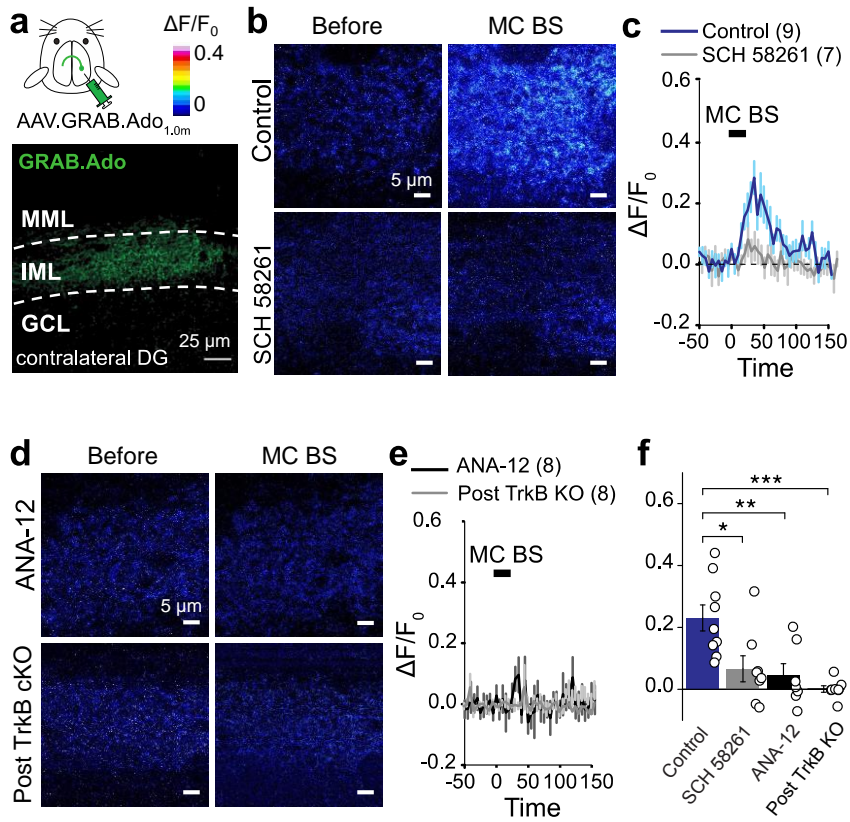 a
ΔF/F0
0.4
0
AAV.GRAB.Ado1.0m
GRAB.Ado
MML
IML
GCL
25 µm
contralateral DG
b
Before
MC BS
Control
5 µm
SCH 58261
c
Control (9)
SCH 58261 (7)
0.6
MC BS
0.4
0.2
0.0
-0.2
ΔF/F0
-50 0 50 100 150
Time
d
Before
MC BS
ANA-12
5 µm
Post TrkB cKO
e
ANA-12 (8)
Post TrkB KO (8)
0.6
MC BS
0.4
0.2
0.0
-0.2
ΔF/F0
-50 0 50 100 150
Time
f
***
**
*
0.6
0.4
0.2
0.0
Control
SCH 58261
ANA-12
Post TrkB KO